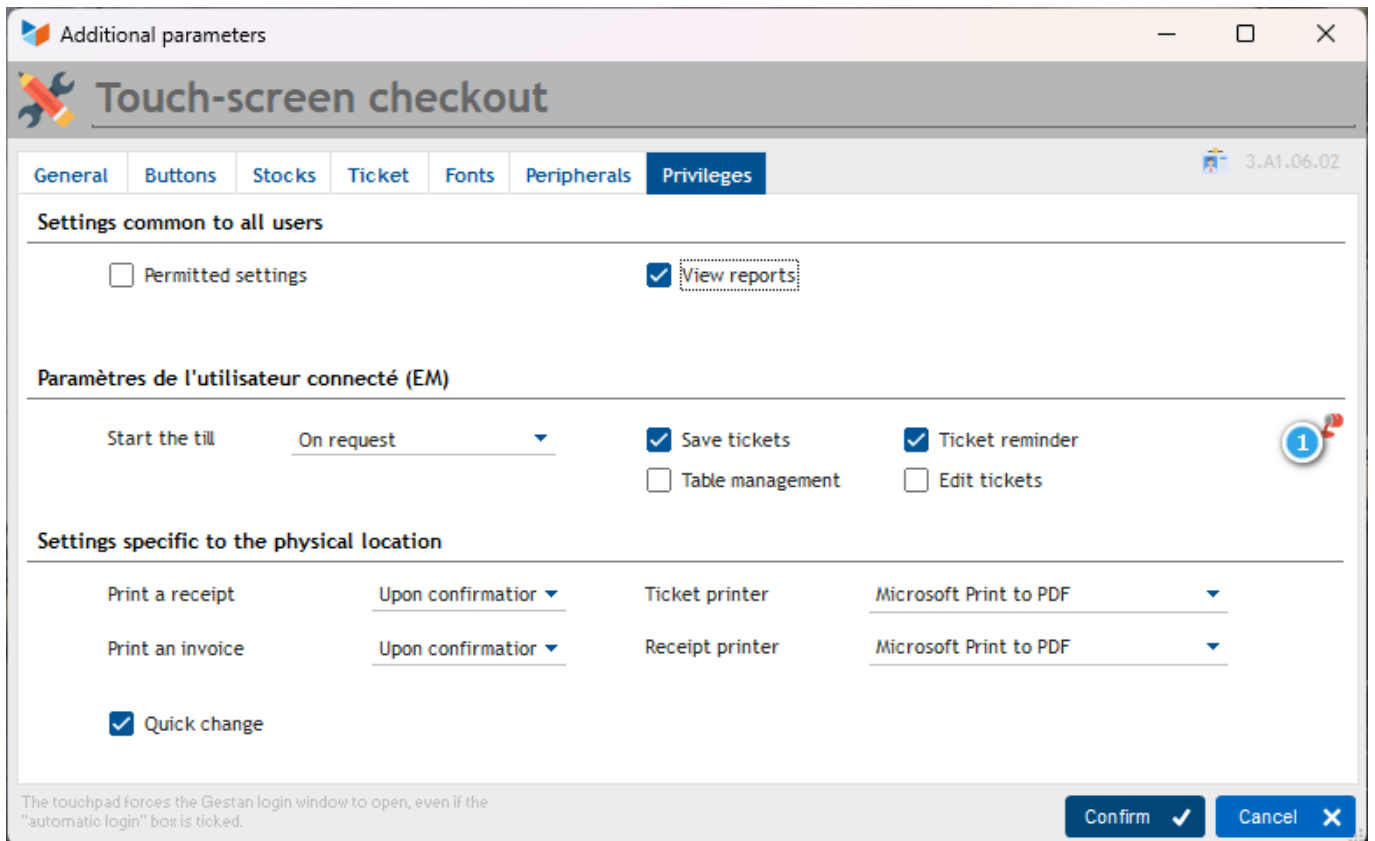 Additional parameters
Touch-screen checkout
General Buttons Stocks Ticket Fonts Peripherals Privileges 3.A1.06.02
Settings common to all users
Permitted settings View reports
Paramètres de l'utilisateur connecté (EM)
Start the till On request Save tickets Ticket reminder 1
Table management Edit tickets
Settings specific to the physical location
Print a receipt Upon confirmatior Ticket printer Microsoft Print to PDF
Print an invoice Upon confirmatior Receipt printer Microsoft Print to PDF
Quick change
The touchpad forces the Gestan login window to open, even if the
"automatic login" box is ticked.
Confirm Cancel